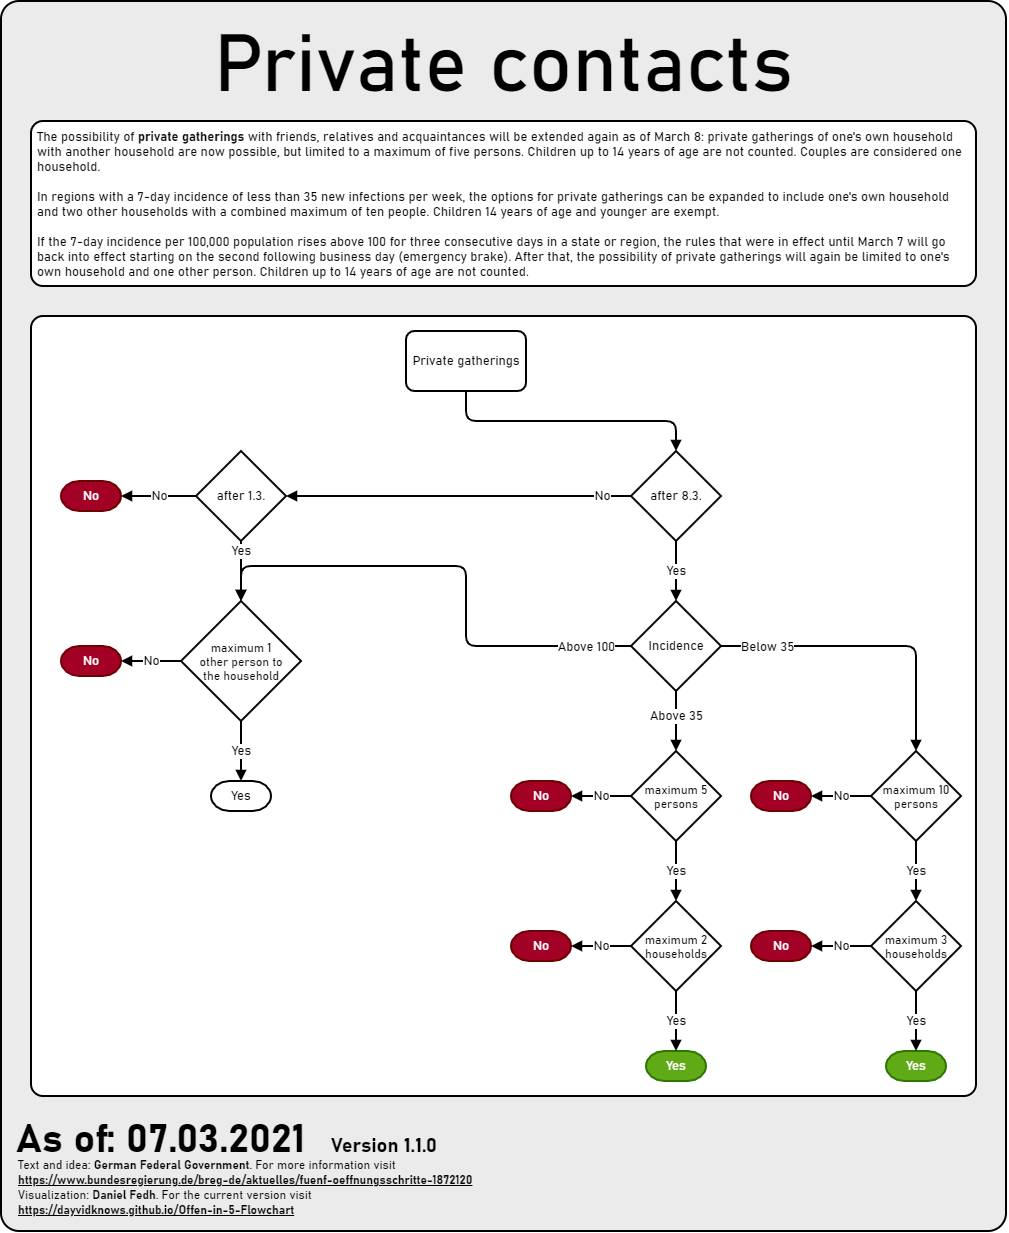 Private contacts
The possibility of private gatherings with friends, relatives and acquaintances will be extended again as of March 8: private gatherings of one's own household
with another household are now possible, but limited to a maximum of five persons. Children up to 14 years of age are not counted. Couples are considered one
household.
In regions with a 7-day incidence of less than 35 new infections per week, the options for private gatherings can be expanded to include one's own household
and two other households with a combined maximum of ten people. Children 14 years of age and younger are exempt.
If the 7-day incidence per 100,000 population rises above 100 for three consecutive days in a state or region, the rules that were in effect until March 7 will go
back into effect starting on the second following business day (emergency brake). After that, the possibility of private gatherings will again be limited to one's
own household and one other person. Children up to 14 years of age are not counted.
Private gatherings
No
No
after 1.3.
No
after 8.3.
Yes
Yes
No
No
maximum 1
other person to
the household
Above 100
Incidence
Below 35
Above 35
Yes
Yes
No
No
maximum 5
persons
No
No
maximum 10
persons
Yes
Yes
No
No
maximum 2
households
No
No
maximum 3
households
Yes
Yes
Yes
Yes
As of: 07.03.2021 Version 1.1.0
Text and idea: German Federal Government. For more information visit
https://www.bundesregierung.de/breg-de/aktuelles/fuenf-oeffnungsschritte-1872120
Visualization: Daniel Fedh. For the current version visit
https://dayvidknows.github.io/Offen-in-5-Flowchart